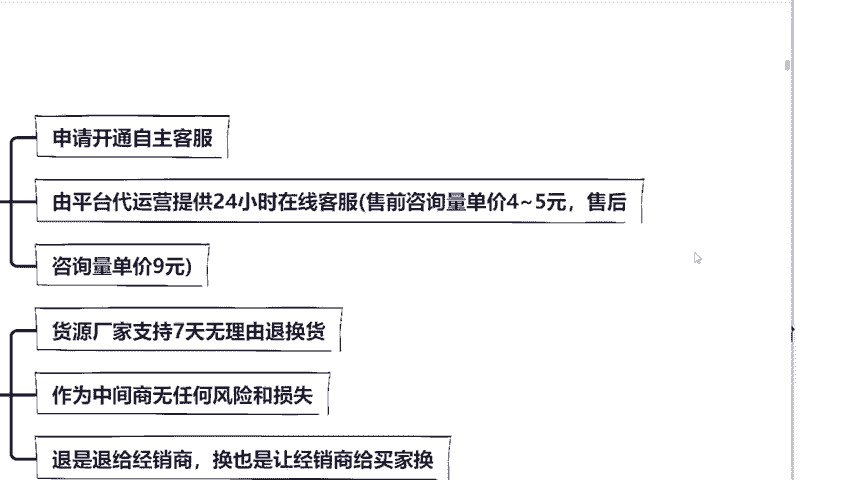 申请开通自主客服
由平台代运营提供24小时在线客服(售前咨询量单价4~5元，售后
咨询量单价9元)
货源厂家支持7天无理由退换货
作为中间商无任何风险和损失
退是退给经销商，换也是让经销商给买家换